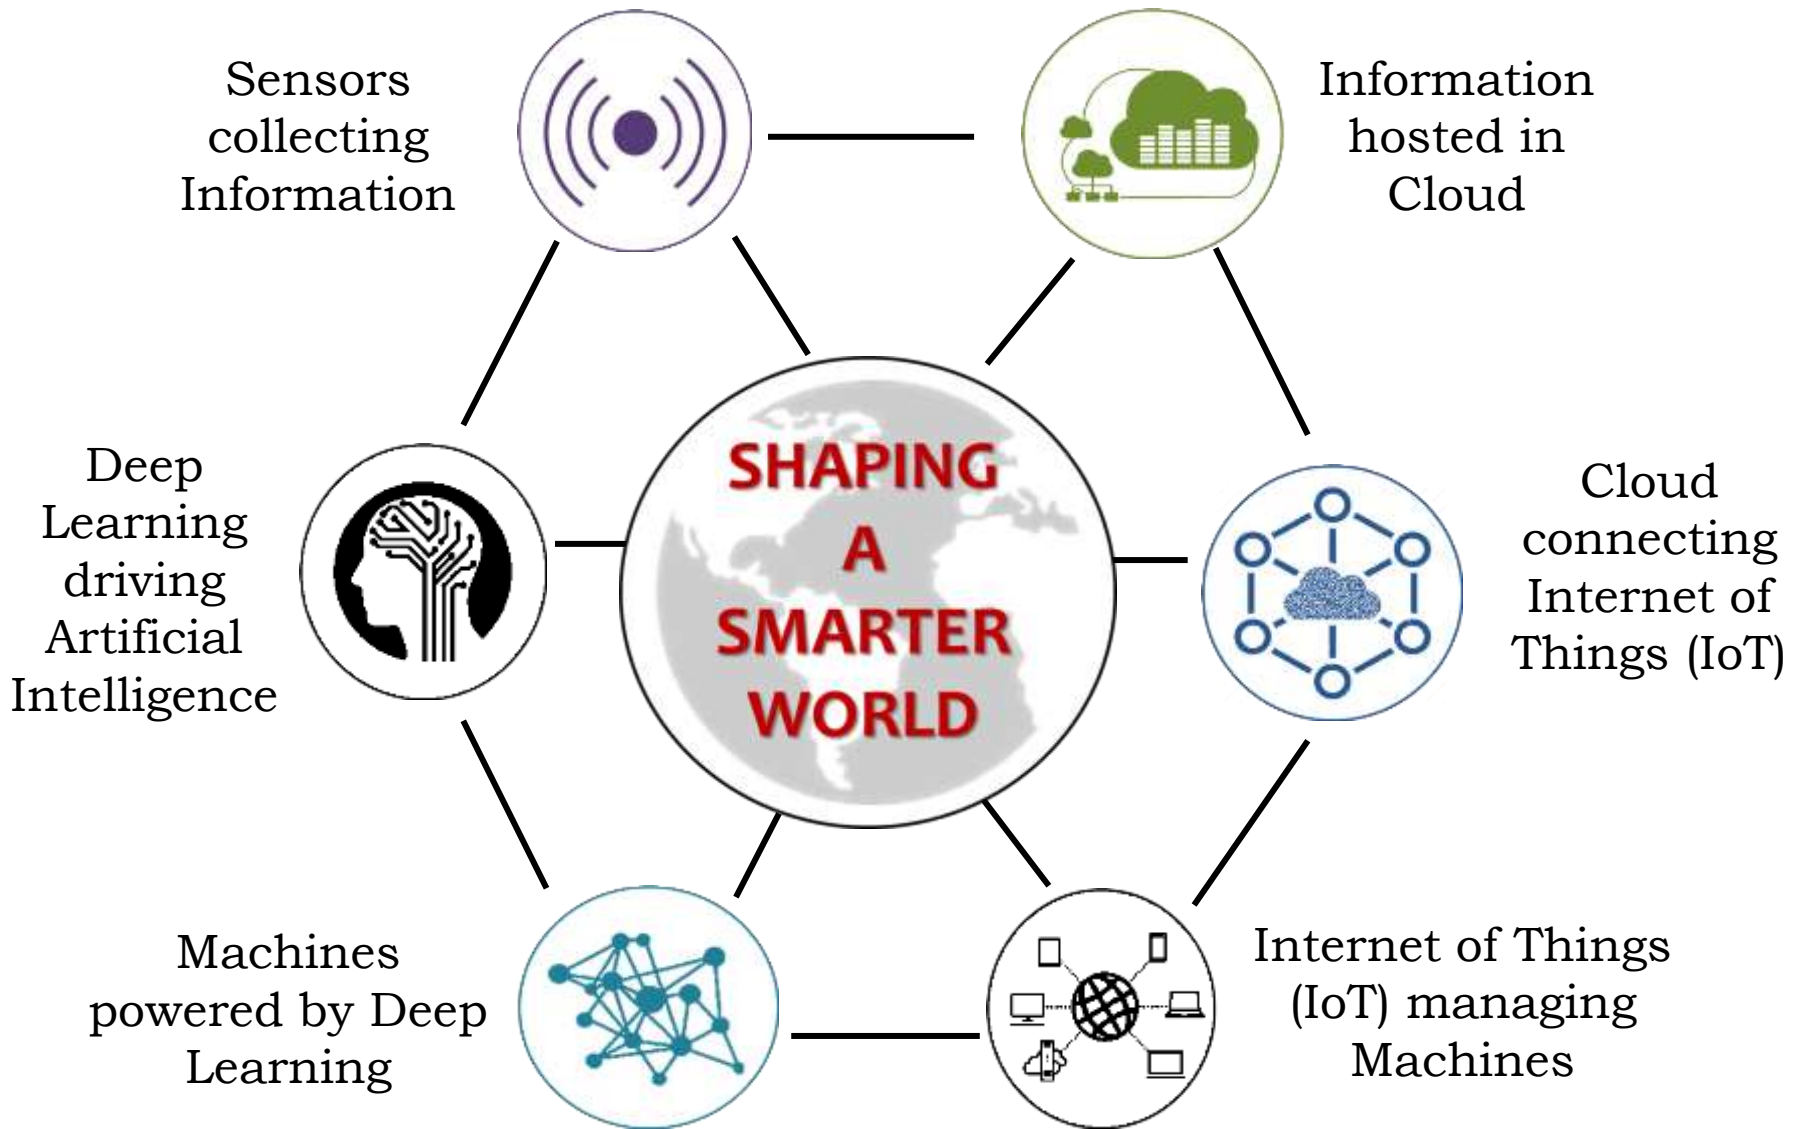 Sensors
collecting
Information
Information
hosted in
Cloud
SHAPING
A
SMARTER
WORLD
Deep
Learning
driving
Artificial
Intelligence
Cloud
connecting
Internet of
Things (IoT)
Machines
powered by Deep
Learning
Internet of Things
(IoT) managing
Machines